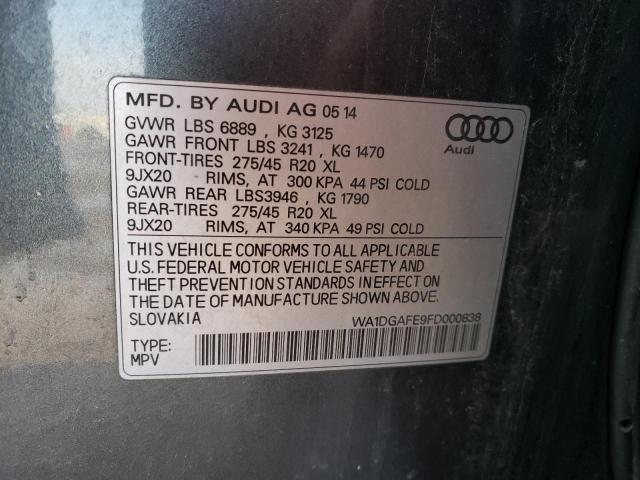 MFD. BY AUDI AG 05 14
GVWR LBS 6889 , KG 3125
GAWR FRONT LBS 3241 , KG 1470
FRONT-TIRES 275/45 R20 XL
9JX20 RIMS, AT 300 KPA 44 PSI COLD
GAWR REAR LBS3946 , KG 1790
REAR-TIRES 275/45 R20 XL
9JX20 RIMS, AT 340 KPA 49 PSI COLD
Audi
THIS VEHICLE CONFORMS TO ALL APPLICABLE
U.S. FEDERAL MOTOR VEHICLE SAFETY AND
THEFT PREVENTION STANDARDS IN EFFECT ON
THE DATE OF MANUFACTURE SHOWN ABOVE.
SLOVAKIA WA1DGAFE9FD000838
TYPE:
MPV